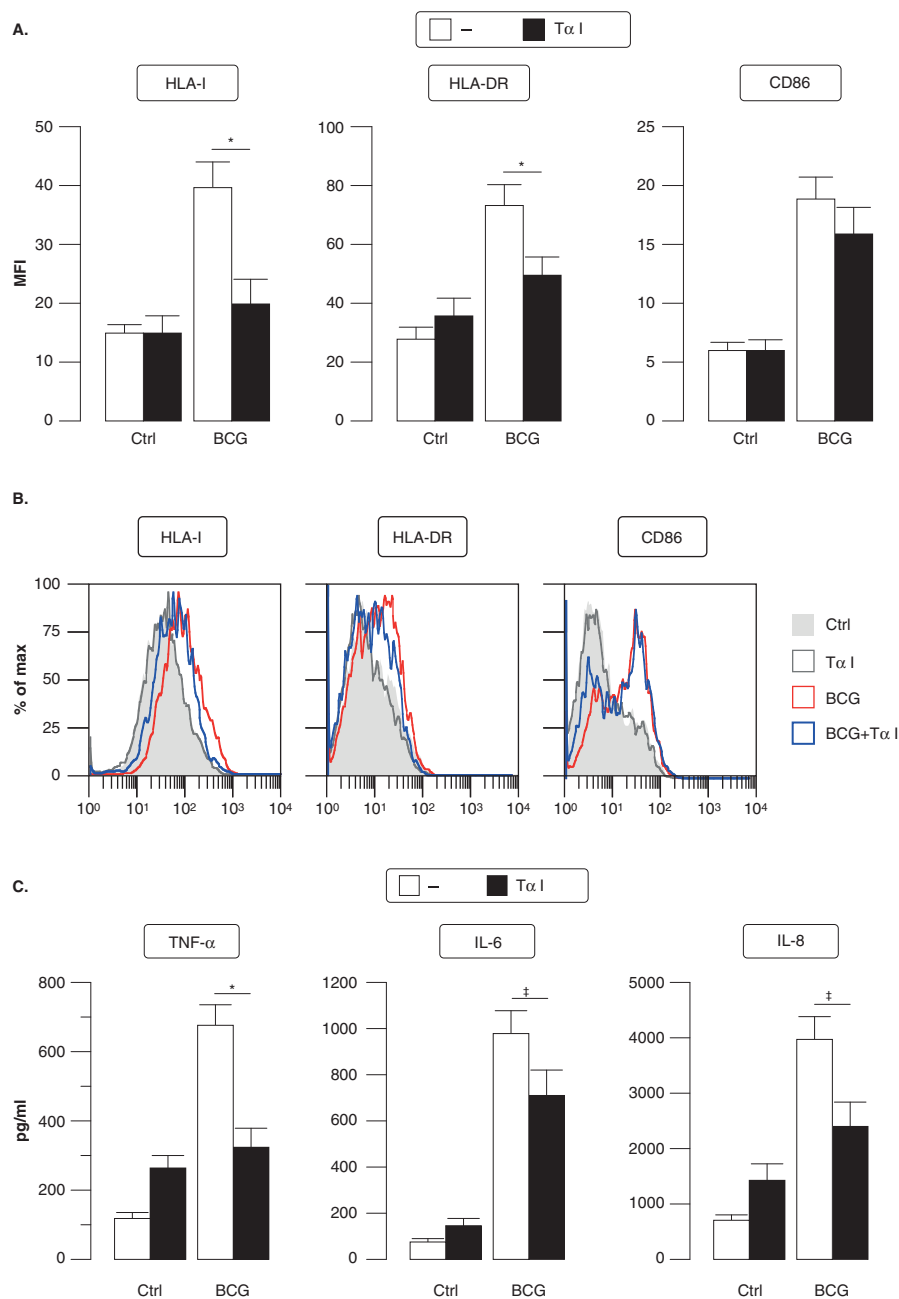 A.
– Tα I
HLA-I HLA-DR CD86
MFI
50
40
30
20
10
0
*
Ctrl BCG
100
80
60
40
20
0
*
Ctrl BCG
25
20
15
10
5
0
Ctrl BCG
B.
HLA-I HLA-DR CD86
% of max
100
75
50
25
0
10⁰ 10¹ 10² 10³ 10⁴
10⁰ 10¹ 10² 10³ 10⁴
10⁰ 10¹ 10² 10³ 10⁴
Ctrl
Tα I
BCG
BCG+Tα I
C.
– Tα I
TNF-α IL-6 IL-8
pg/ml
800
600
400
200
0
*
Ctrl BCG
1200
1000
800
600
400
200
0
‡
Ctrl BCG
5000
4000
3000
2000
1000
0
‡
Ctrl BCG